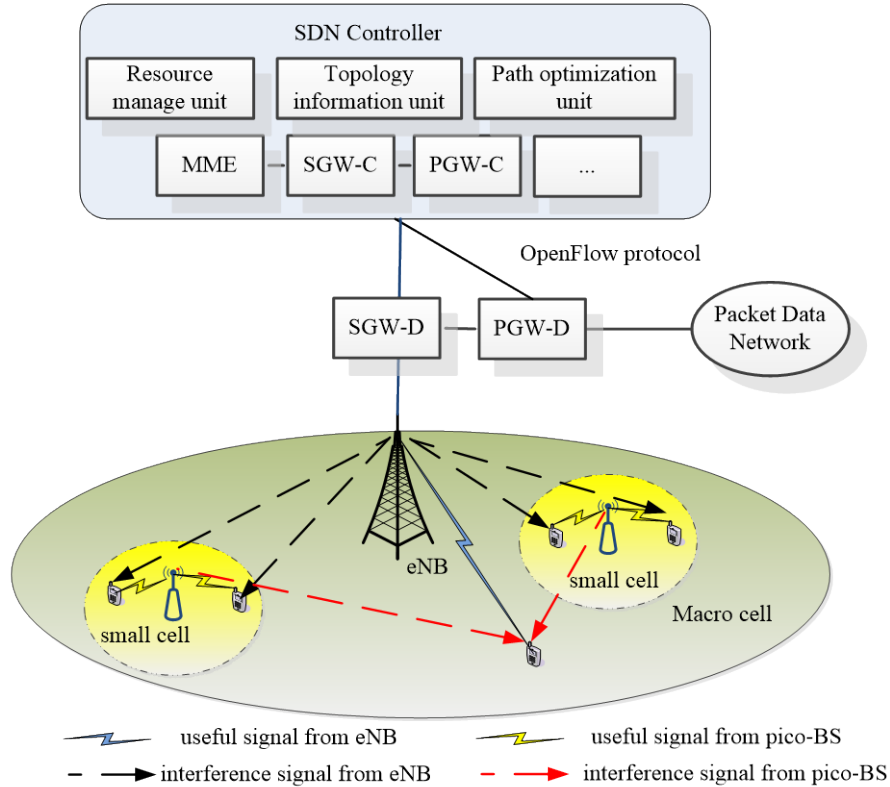 SDN Controller
Resource
manage unit
Topology
information unit
Path optimization
unit
MME
SGW-C
PGW-C
...
OpenFlow protocol
SGW-D
PGW-D
Packet Data
Network
eNB
small cell
small cell
Macro cell
useful signal from eNB
useful signal from pico-BS
interference signal from eNB
interference signal from pico-BS